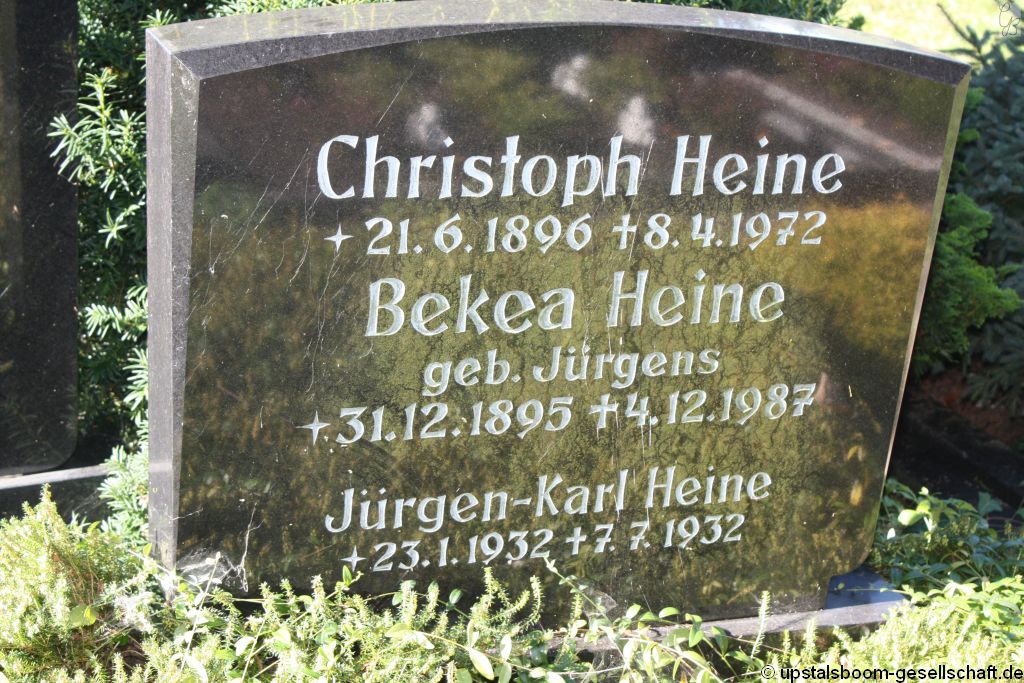 Christoph Heine
✦ 21. 6. 1896 ✝ 8. 4. 1972
Bekea Heine
geb. Jürgens
✦ 31. 12. 1895 ✝ 4. 12. 1987
Jürgen-Karl Heine
✦ 23. 1. 1932 ✝ 7. 7. 1932
© upstalsboom-gesellschaft.de